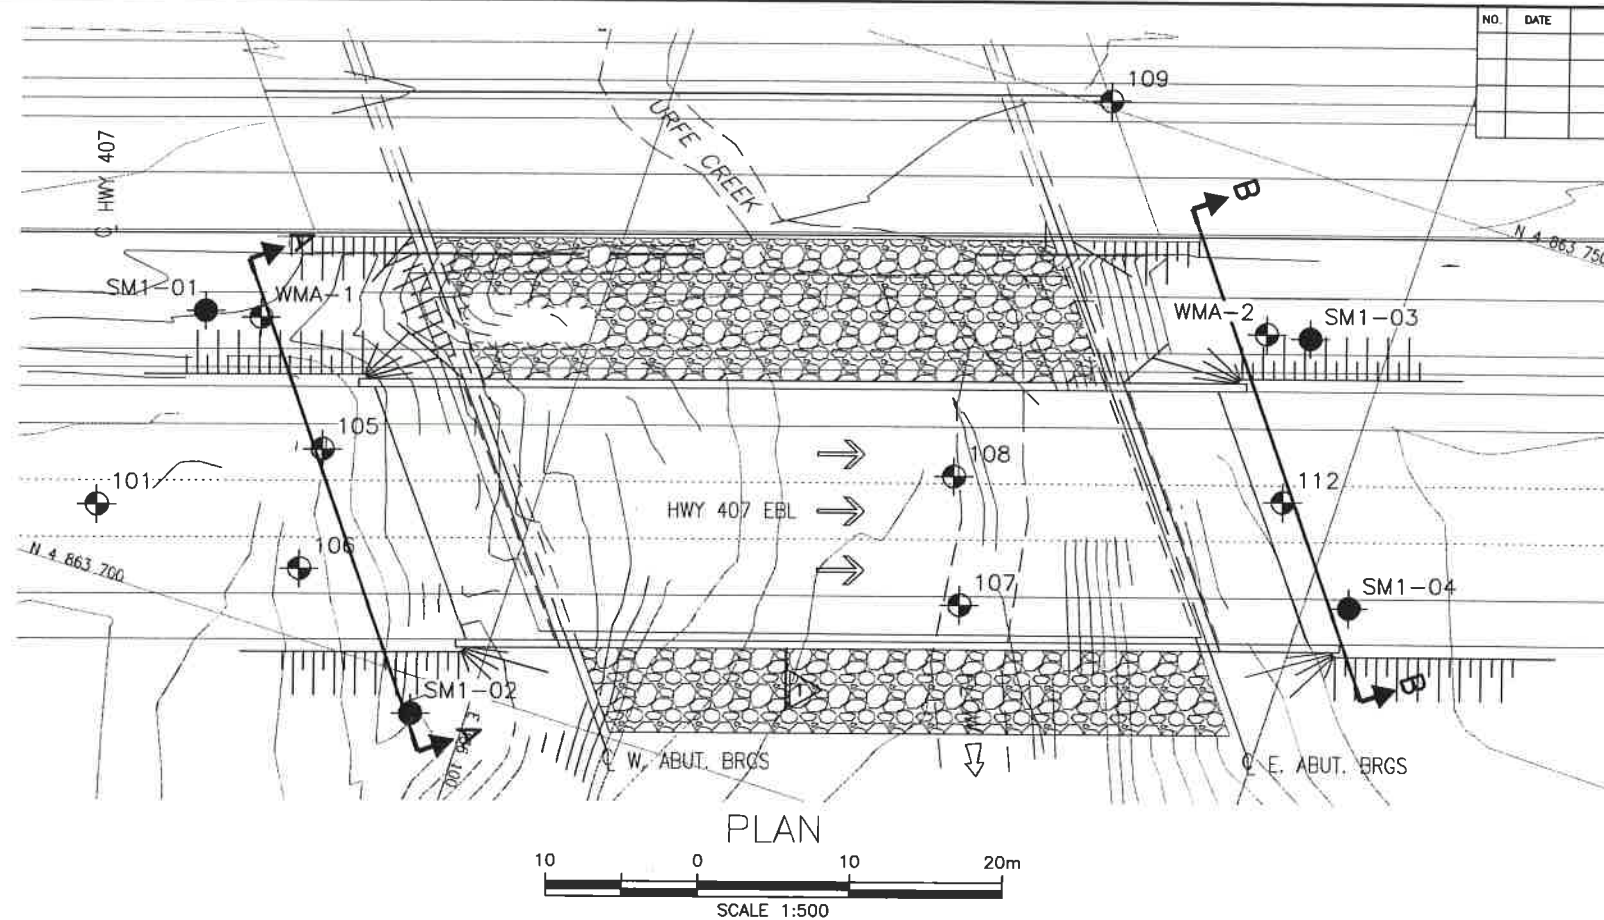 NO. DATE
109
URFE CREEK
℄ HWY 407
B
A
N 4 863 750
SM1-01
WMA-1
WMA-2
SM1-03
105
101
108
112
HWY 407 EBL
106
N 4 863 700
107
SM1-04
SM1-02
B
A
℄ W. ABUT. BRGS
℄ E. ABUT. BRGS
PLAN
10 0 10 20m
SCALE 1:500